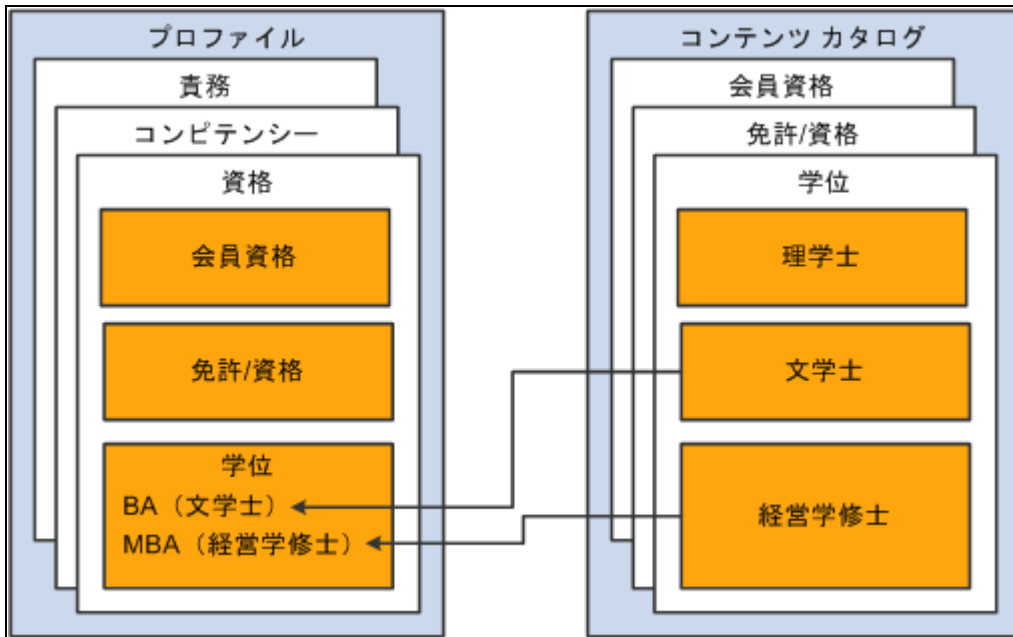 プロファイル
責務
コンピテンシー
資格
会員資格
免許/資格
学位
BA（文学士）
MBA（経営学修士）
コンテンツ カタログ
会員資格
免許/資格
学位
理学士
文学士
経営学修士